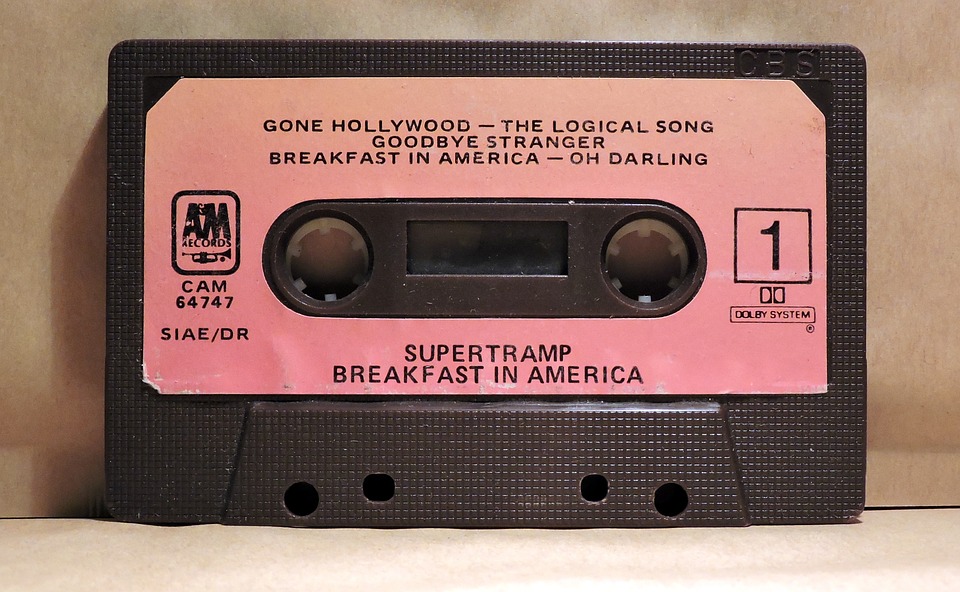 CBS
GONE HOLLYWOOD — THE LOGICAL SONG
GOODBYE STRANGER
BREAKFAST IN AMERICA — OH DARLING
A&M
RECORDS
CAM
64747
SIAE/DR
1
DOLBY SYSTEM
®
SUPERTRAMP
BREAKFAST IN AMERICA